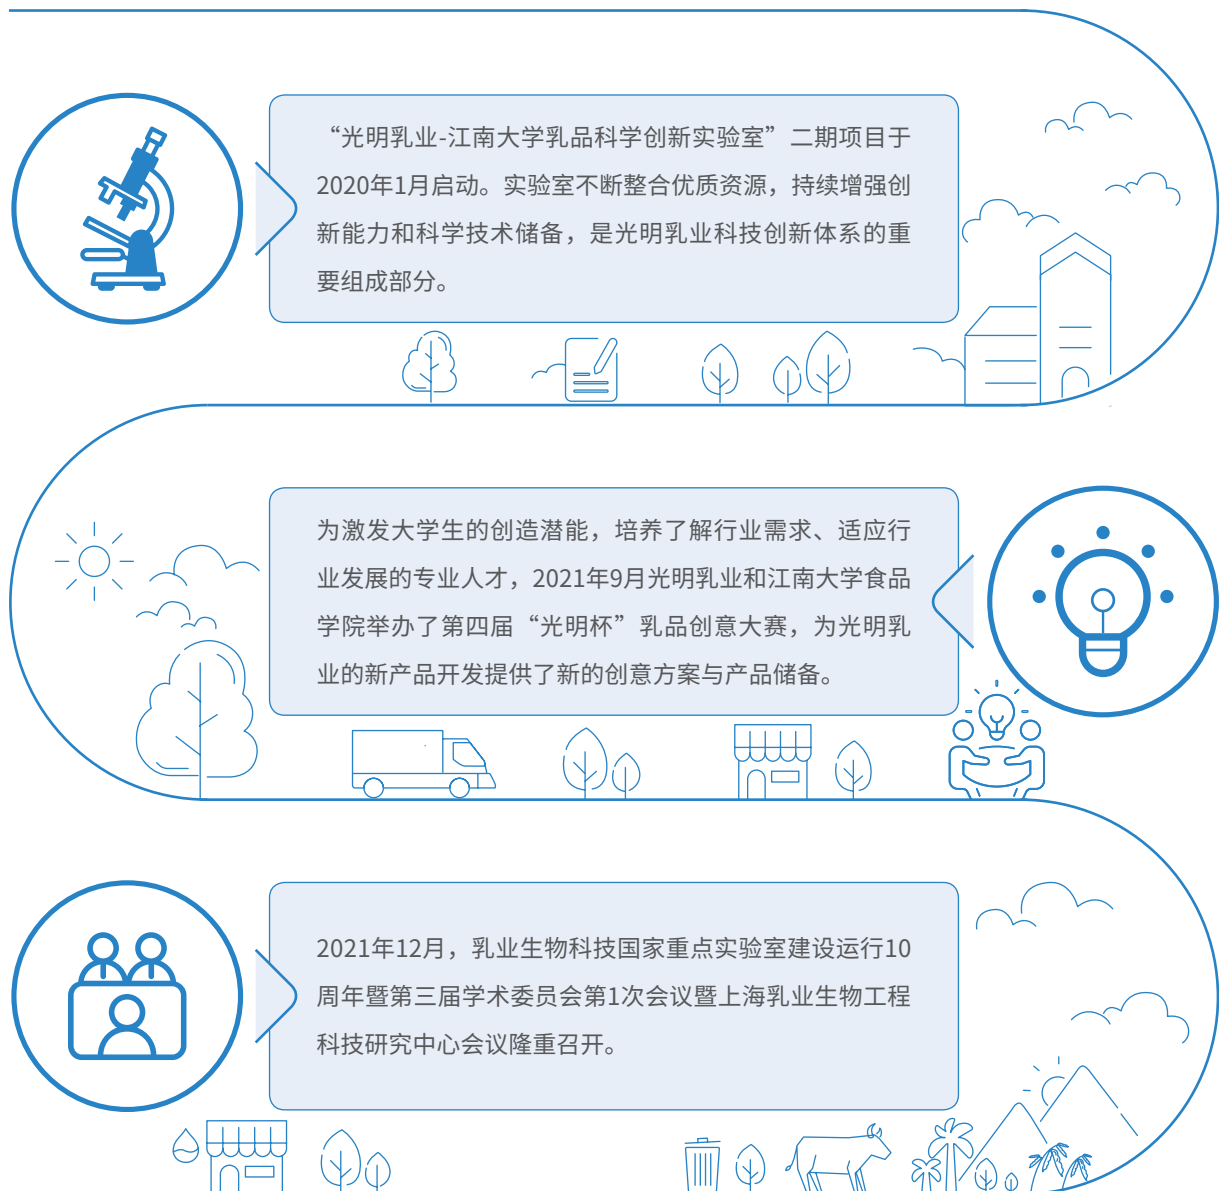 “光明乳业-江南大学乳品科学创新实验室”二期项目于
2020年1月启动。实验室不断整合优质资源，持续增强创
新能力和科学技术储备，是光明乳业科技创新体系的重
要组成部分。
为激发大学生的创造潜能，培养了解行业需求、适应行
业发展的专业人才，2021年9月光明乳业和江南大学食品
学院举办了第四届“光明杯”乳品创意大赛，为光明乳
业的新产品开发提供了新的创意方案与产品储备。
2021年12月，乳业生物科技国家重点实验室建设运行10
周年暨第三届学术委员会第1次会议暨上海乳业生物工程
科技研究中心会议隆重召开。